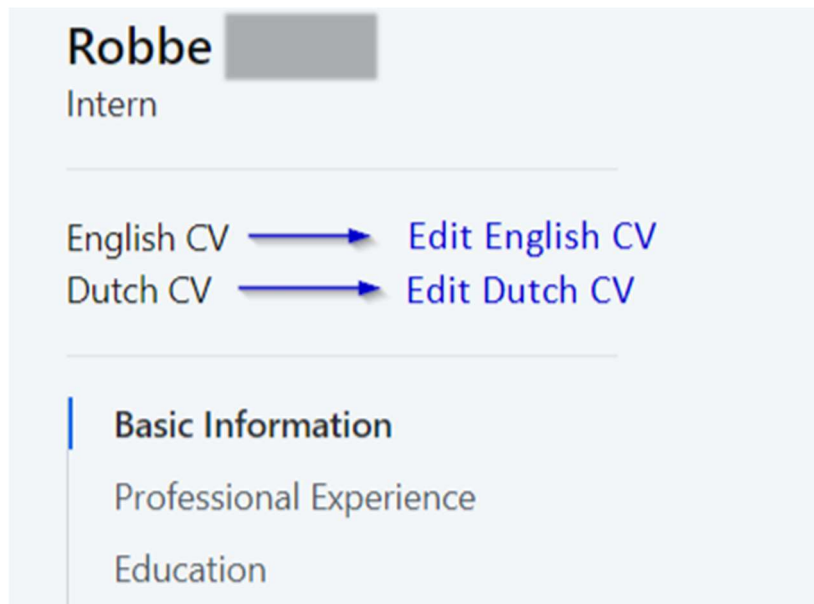 Robbe
Intern
English CV Edit English CV
Dutch CV Edit Dutch CV
Basic Information
Professional Experience
Education